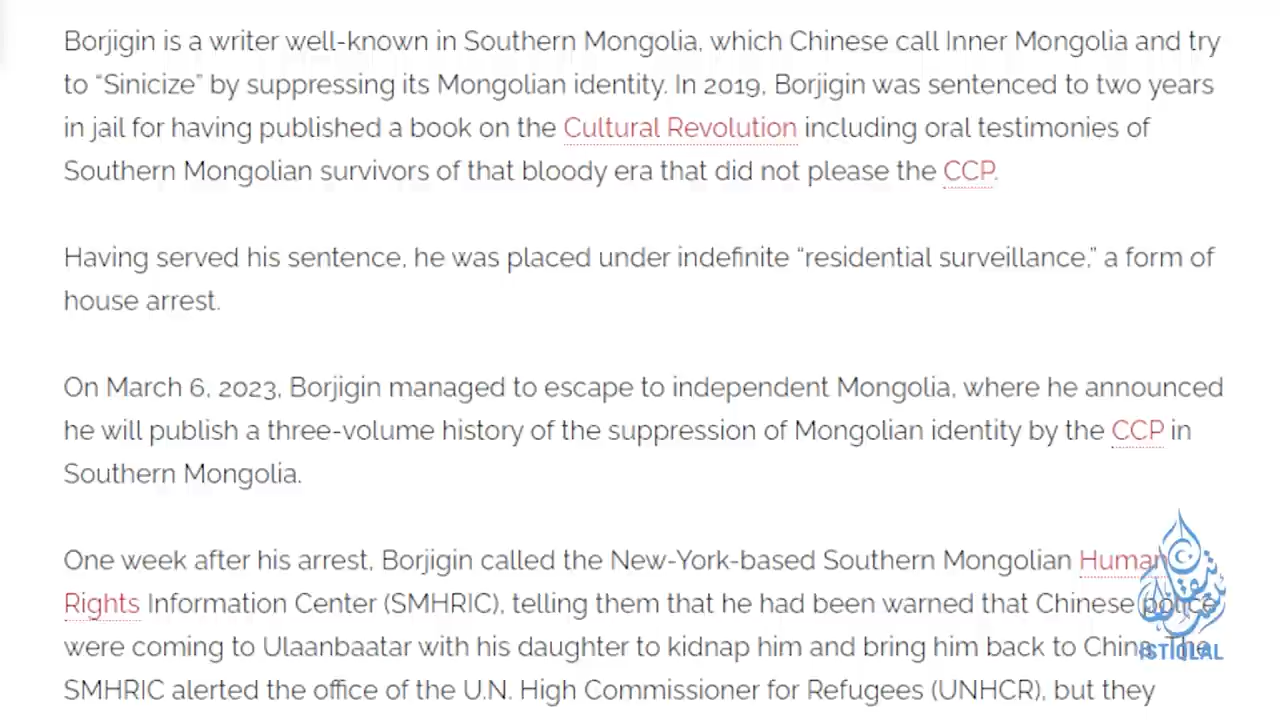 Borjigin is a writer well-known in Southern Mongolia, which Chinese call Inner Mongolia and try
to “Sinicize” by suppressing its Mongolian identity. In 2019, Borjigin was sentenced to two years
in jail for having published a book on the Cultural Revolution including oral testimonies of
Southern Mongolian survivors of that bloody era that did not please the CCP.
Having served his sentence, he was placed under indefinite “residential surveillance,” a form of
house arrest.
On March 6, 2023, Borjigin managed to escape to independent Mongolia, where he announced
he will publish a three-volume history of the suppression of Mongolian identity by the CCP in
Southern Mongolia.
One week after his arrest, Borjigin called the New-York-based Southern Mongolian Human
Rights Information Center (SMHRIC), telling them that he had been warned that Chinese police
were coming to Ulaanbaatar with his daughter to kidnap him and bring him back to China. The
SMHRIC alerted the office of the U.N. High Commissioner for Refugees (UNHCR), but they
ISTIQLAL